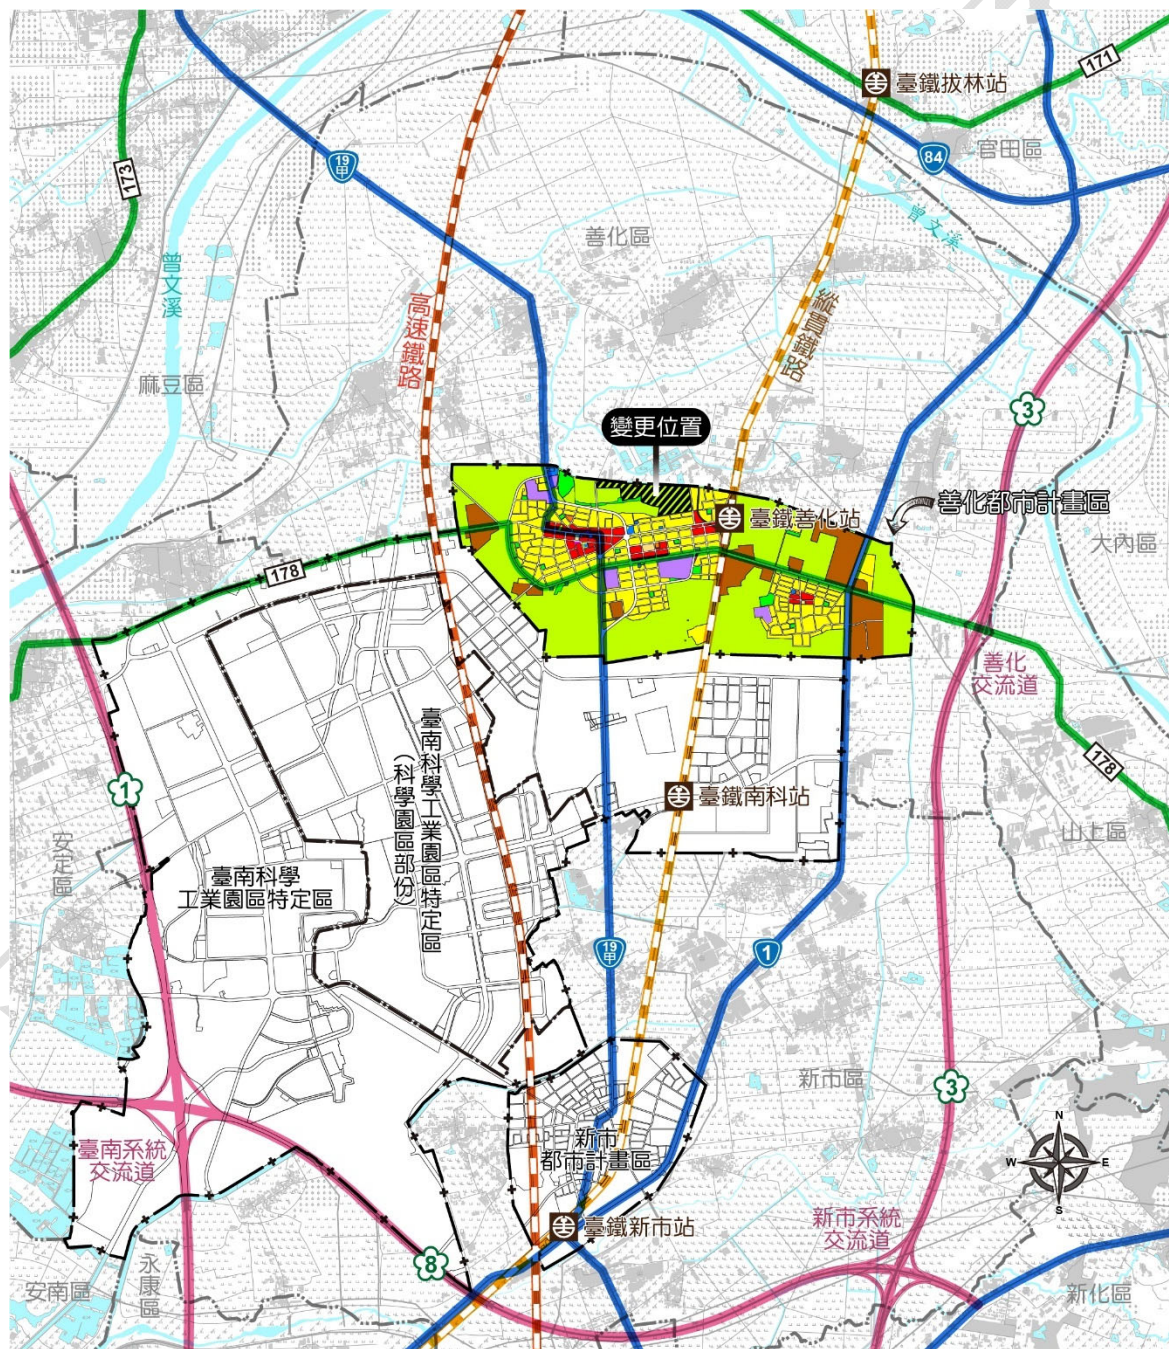 171
臺鐵拔林站
官田區
19
甲
84
173
曾文溪
善化區
曾文溪
高速鐵路
縱貫鐵路
麻豆區
3
變更位置
善化都市計畫區
臺鐵善化站
大內區
178
善化
交流道
臺南科學工業園區特定區
(科學園區部份)
178
1
臺鐵南科站
安定區
山上區
臺南科學
工業園區特定區
19
甲
1
新市區
3
N
W
E
S
新市
都市計畫區
臺南系統
交流道
臺鐵新市站
新市系統
交流道
8
永康區
安南區
新化區